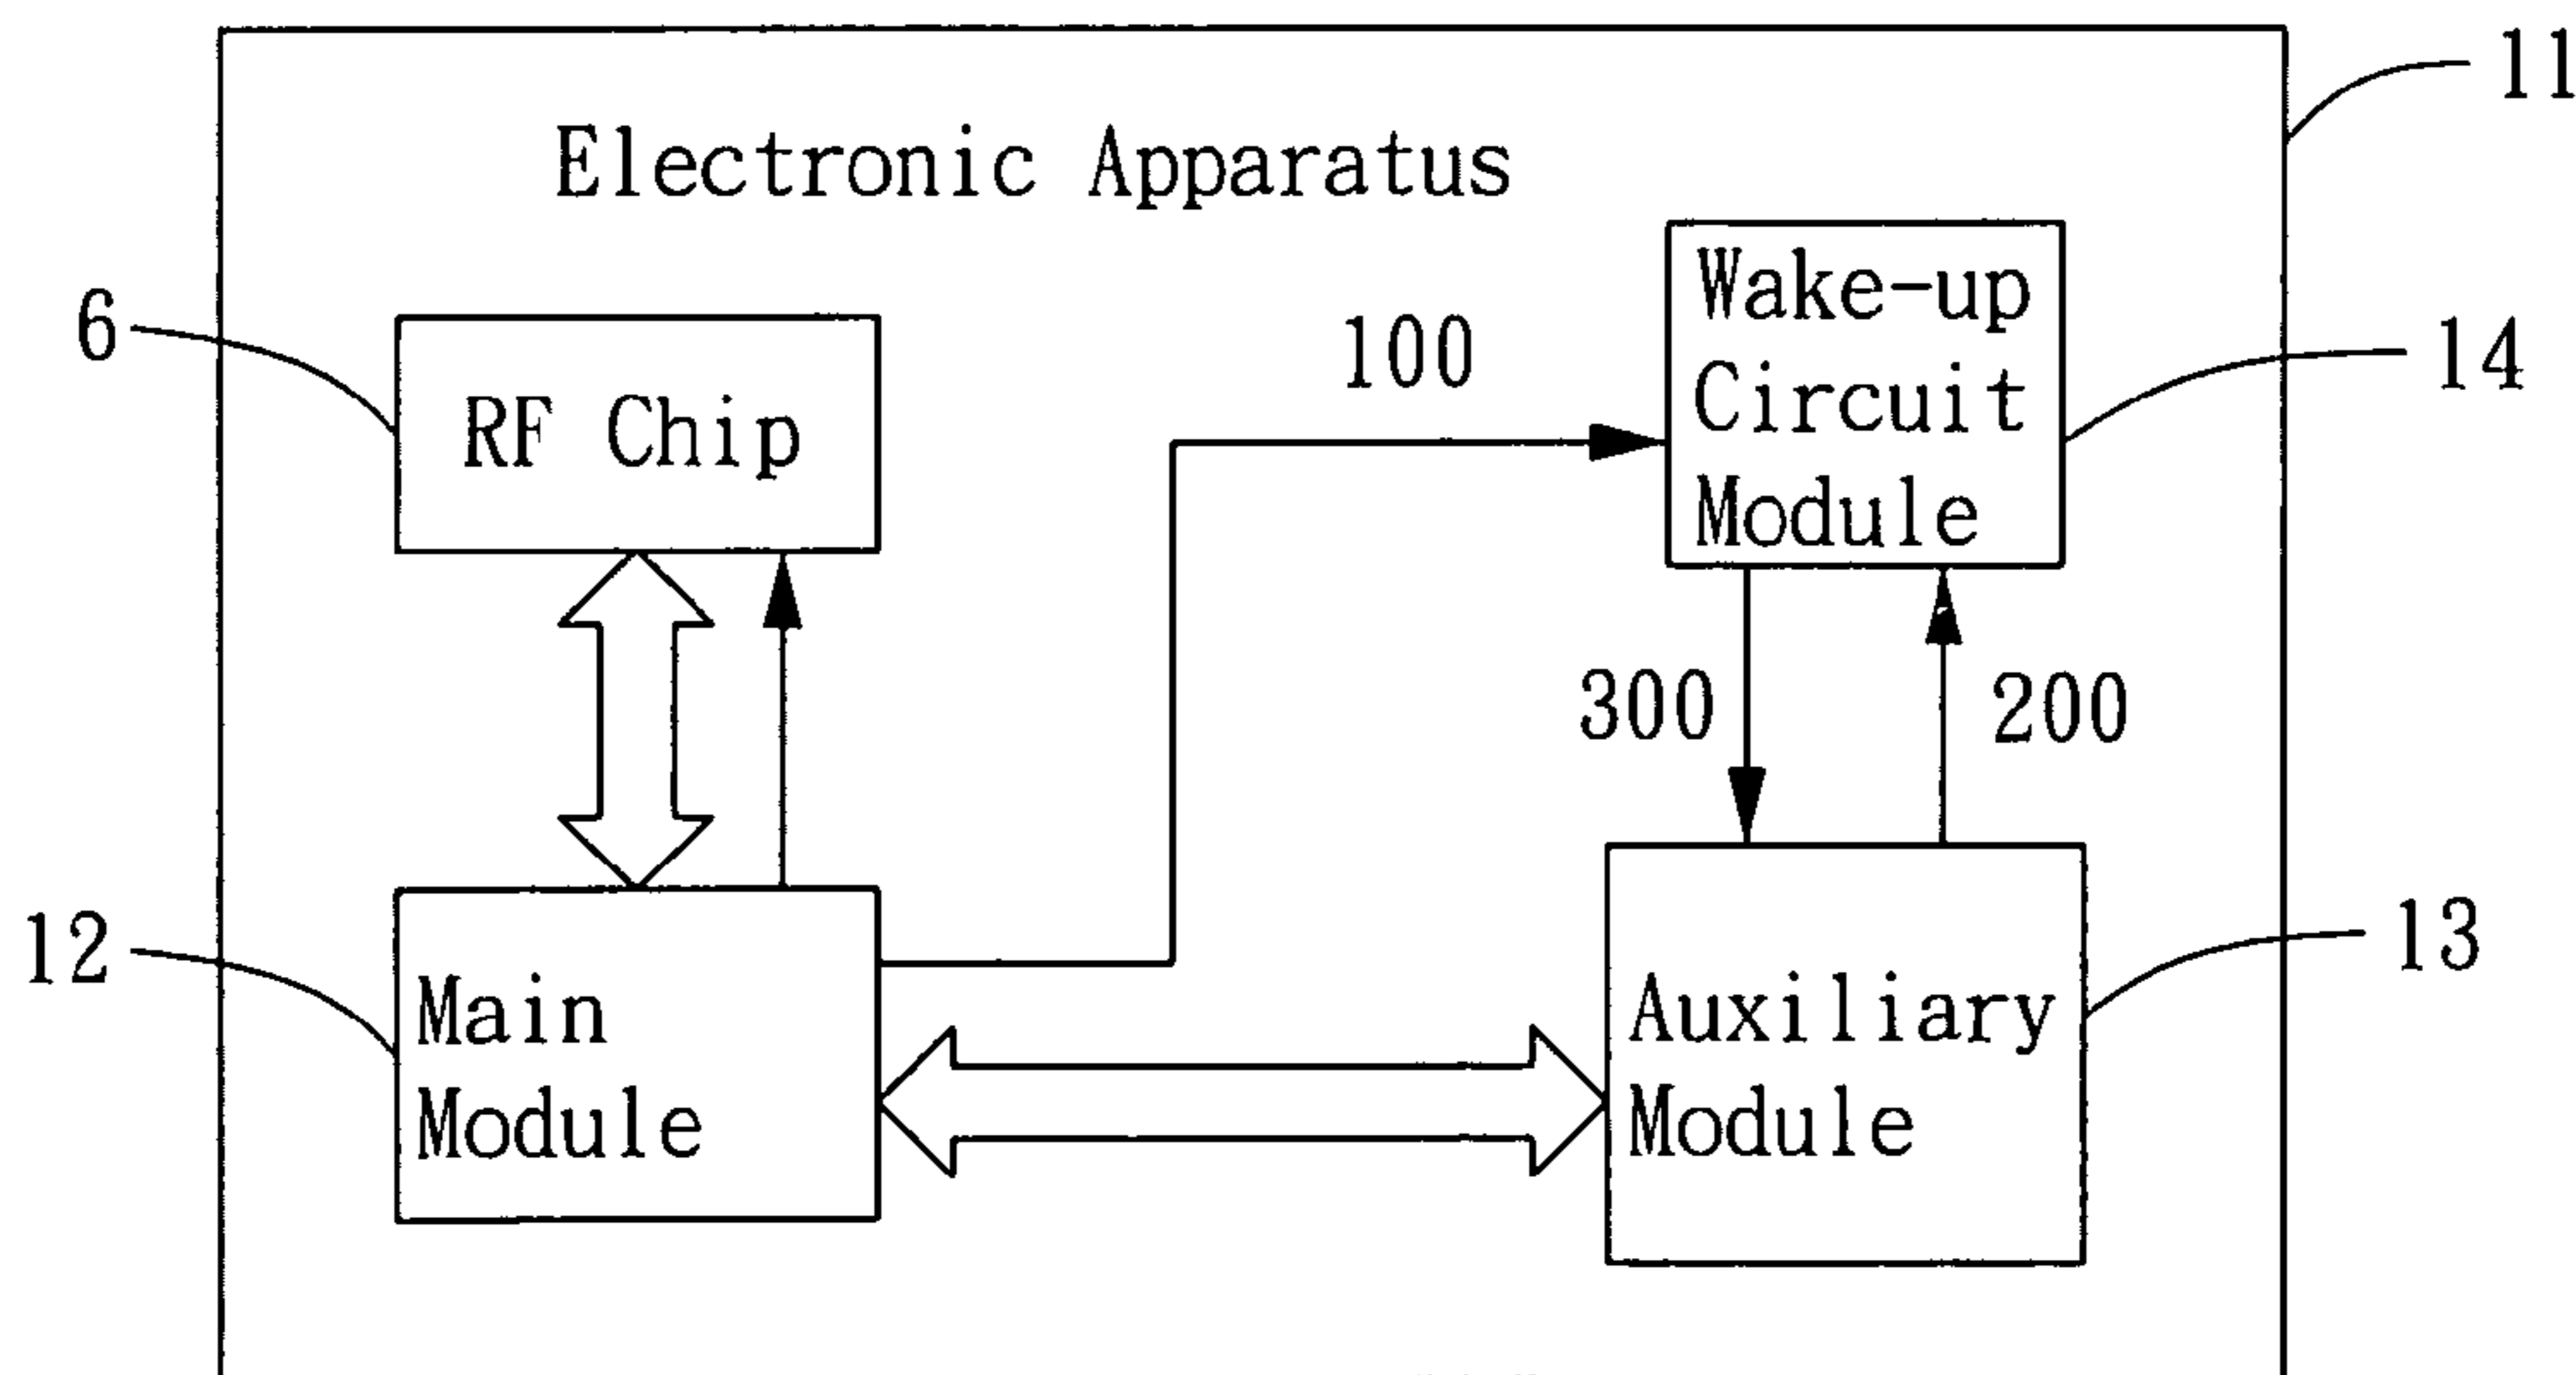 11
Electronic Apparatus
6
RF Chip
100
Wake-up
Circuit
Module
14
300
200
12
Main
Module
Auxiliary
Module
13